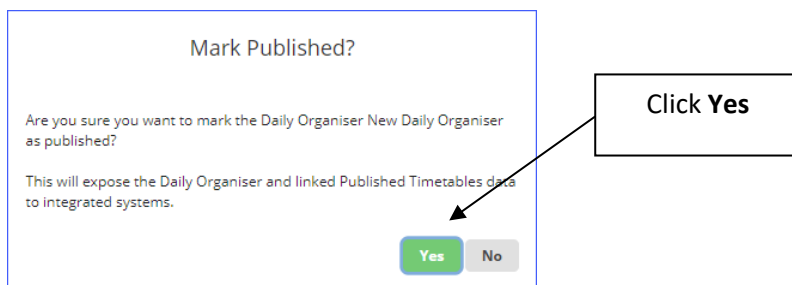 Mark Published?
Are you sure you want to mark the Daily Organiser New Daily Organiser
as published?
This will expose the Daily Organiser and linked Published Timetables data
to integrated systems.
Yes No
Click Yes